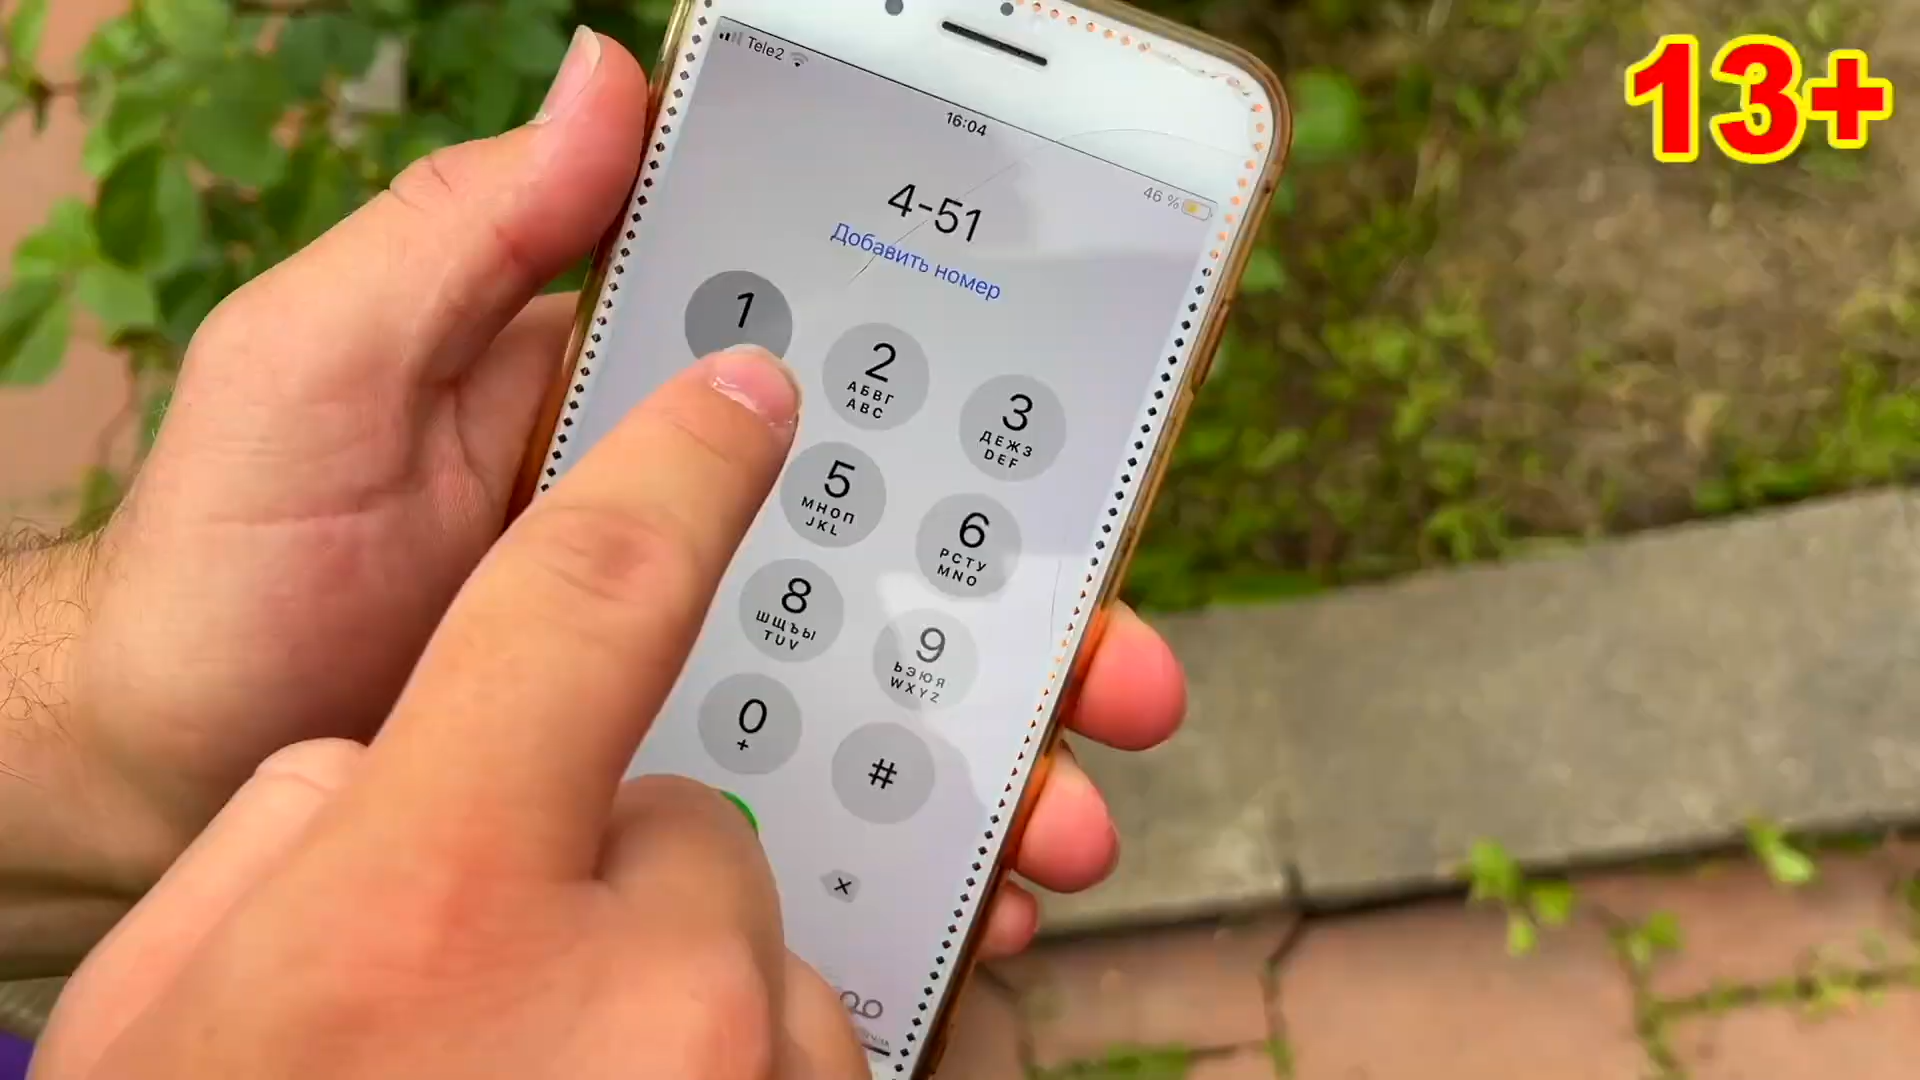 13+
Tele2
16:04
46 %
4-51
Добавить номер
1
2
АБВГ
ABC
3
ДЕЖЗ
DEF
5
МНОП
JKL
6
РСТУ
MNO
8
ШЩЪЫ
TUV
9
ЬЭЮЯ
WXYZ
0
+
#